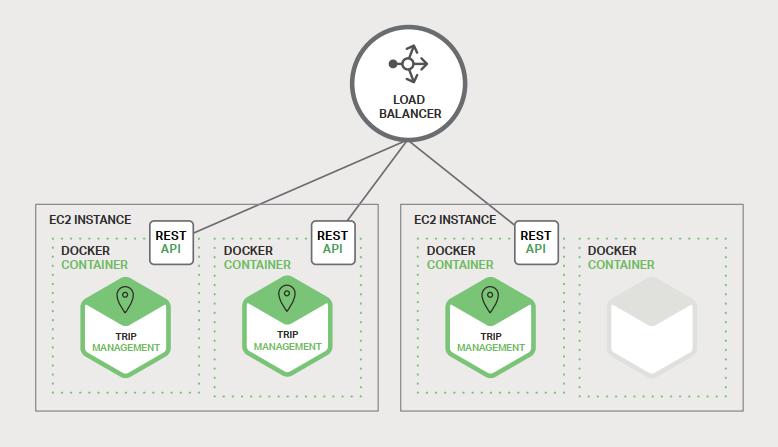 LOAD
BALANCER
EC2 INSTANCE
REST
API
DOCKER
CONTAINER
TRIP
MANAGEMENT
REST
API
DOCKER
CONTAINER
TRIP
MANAGEMENT
EC2 INSTANCE
REST
API
DOCKER
CONTAINER
TRIP
MANAGEMENT
DOCKER
CONTAINER